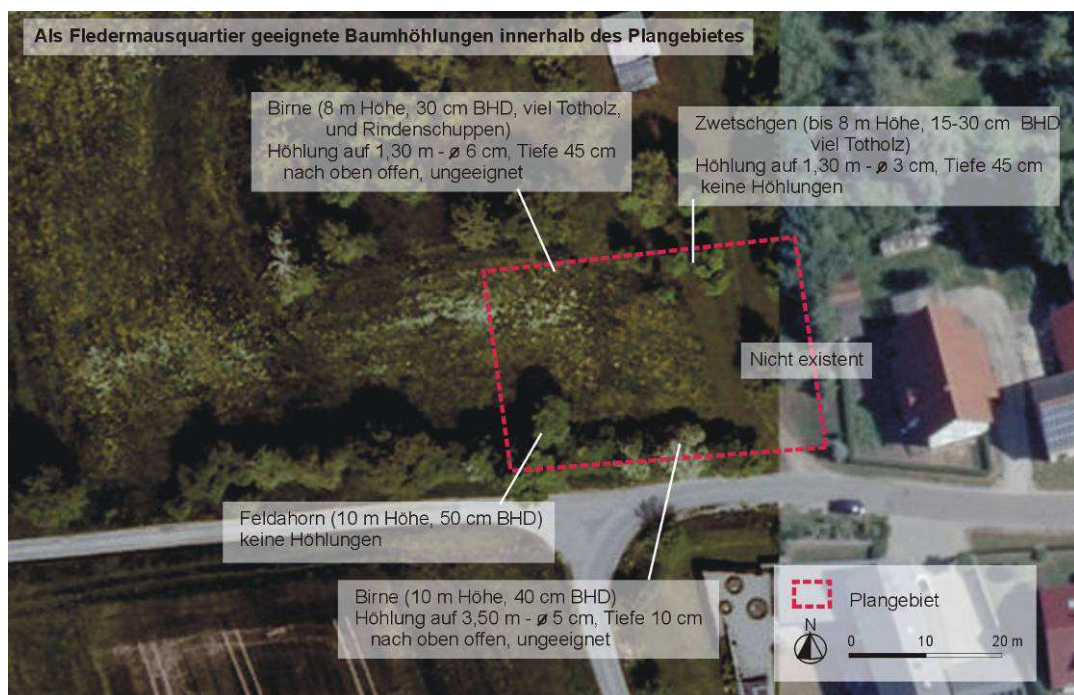 Als Fledermausquartier geeignete Baumhöhlungen innerhalb des Plangebietes
Birne (8 m Höhe, 30 cm BHD, viel Totholz,
und Rindenschuppen)
Höhlung auf 1,30 m - ø 6 cm, Tiefe 45 cm
nach oben offen, ungeeignet
Zwetschgen (bis 8 m Höhe, 15-30 cm BHD
viel Totholz)
Höhlung auf 1,30 m - ø 3 cm, Tiefe 45 cm
keine Höhlungen
Nicht existent
Feldahorn (10 m Höhe, 50 cm BHD)
keine Höhlungen
Birne (10 m Höhe, 40 cm BHD)
Höhlung auf 3,50 m - ø 5 cm, Tiefe 10 cm
nach oben offen, ungeeignet
Plangebiet
N
0 10 20 m